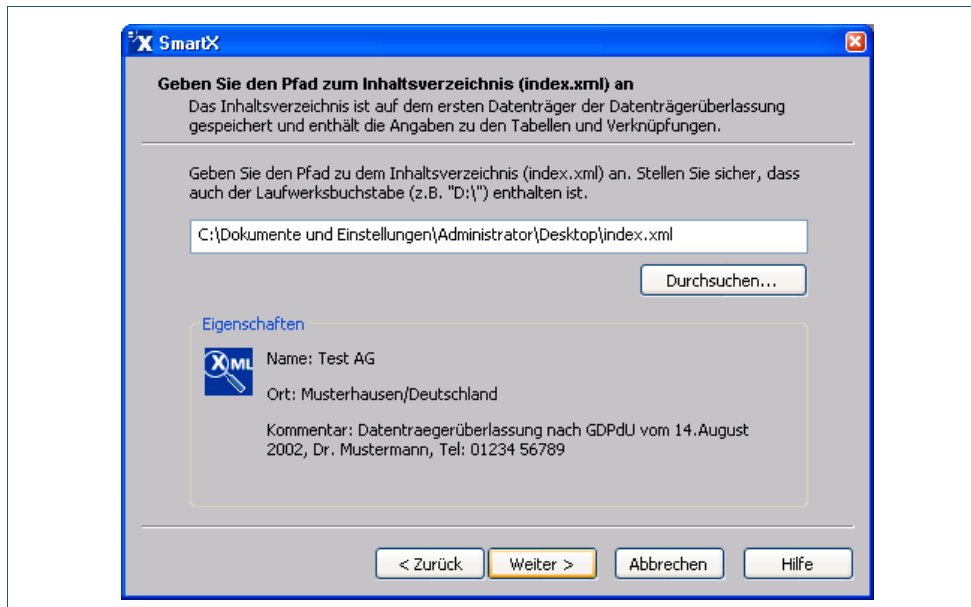 SmartX
Geben Sie den Pfad zum Inhaltsverzeichnis (index.xml) an
Das Inhaltsverzeichnis ist auf dem ersten Datenträger der Datenträgerüberlassung
gespeichert und enthält die Angaben zu den Tabellen und Verknüpfungen.
Geben Sie den Pfad zu dem Inhaltsverzeichnis (index.xml) an. Stellen Sie sicher, dass
auch der Laufwerksbuchstabe (z.B. "D:\") enthalten ist.
C:\Dokumente und Einstellungen\Administrator\Desktop\index.xml
Durchsuchen...
Eigenschaften
XML
Name: Test AG
Ort: Musterhausen/Deutschland
Kommentar: Datentraegerüberlassung nach GDPdU vom 14.August
2002, Dr. Mustermann, Tel: 01234 56789
< Zurück Weiter > Abbrechen Hilfe